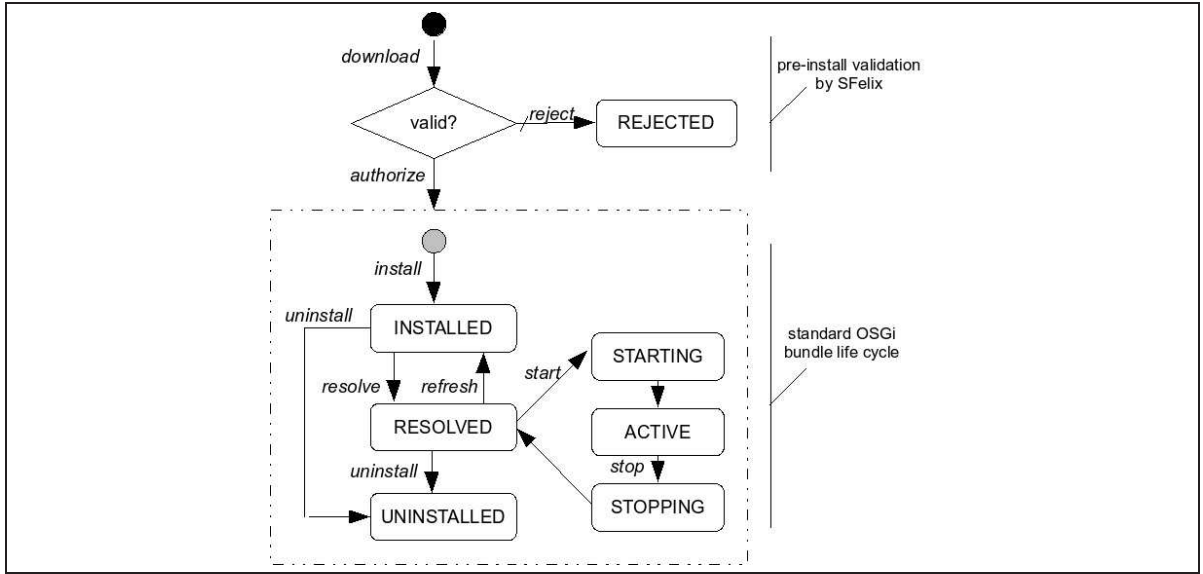 download
valid?
reject
REJECTED
pre-install validation
by SFelix
authorize
install
uninstall
INSTALLED
resolve
refresh
start
STARTING
standard OSGi
bundle life cycle
RESOLVED
ACTIVE
uninstall
stop
UNINSTALLED
STOPPING